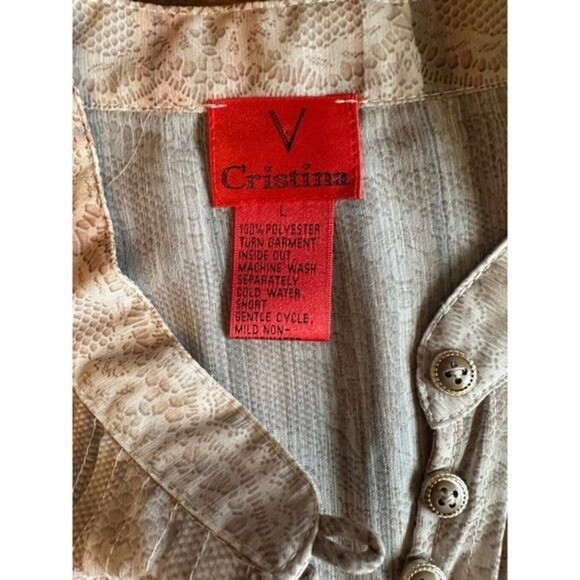 V
Cristina
L
100% POLYESTER
TURN GARMENT
INSIDE OUT
MACHINE WASH
SEPARATELY
COLD WATER,
SHORT
GENTLE CYCLE,
MILD NON-